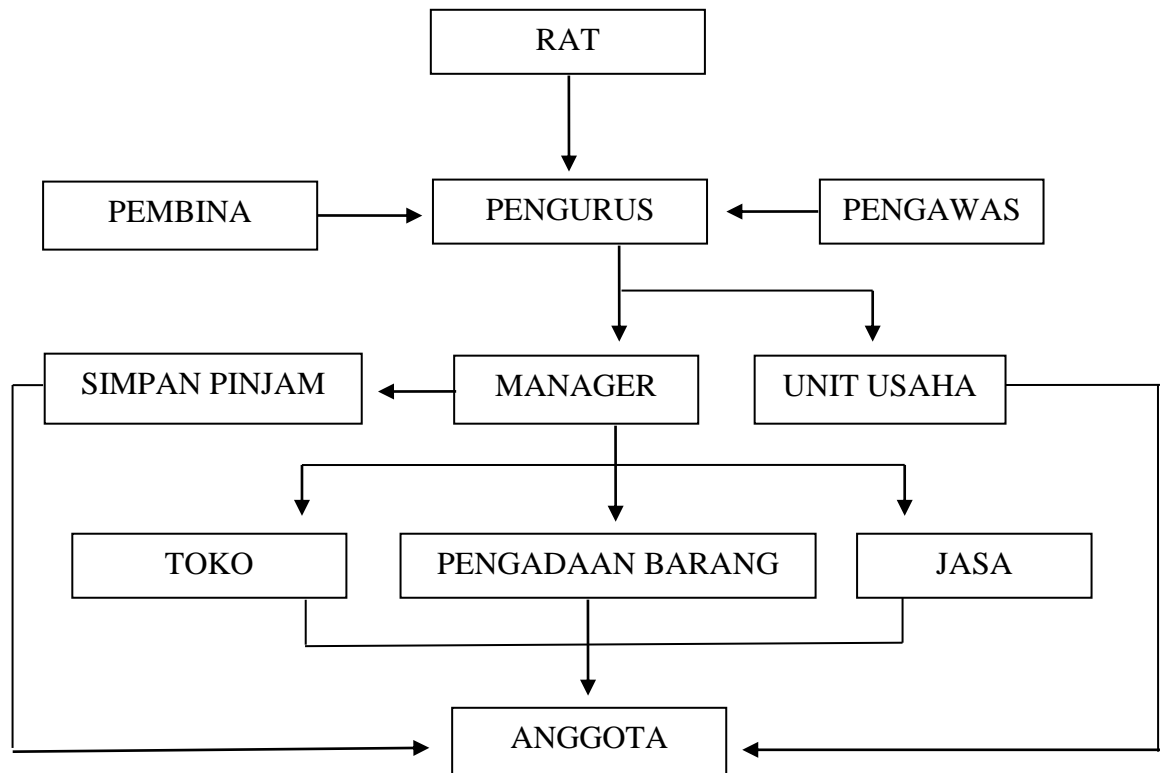 RAT
PEMBINA
PENGURUS
PENGAWAS
SIMPAN PINJAM
MANAGER
UNIT USAHA
TOKO
PENGADAAN BARANG
JASA
ANGGOTA